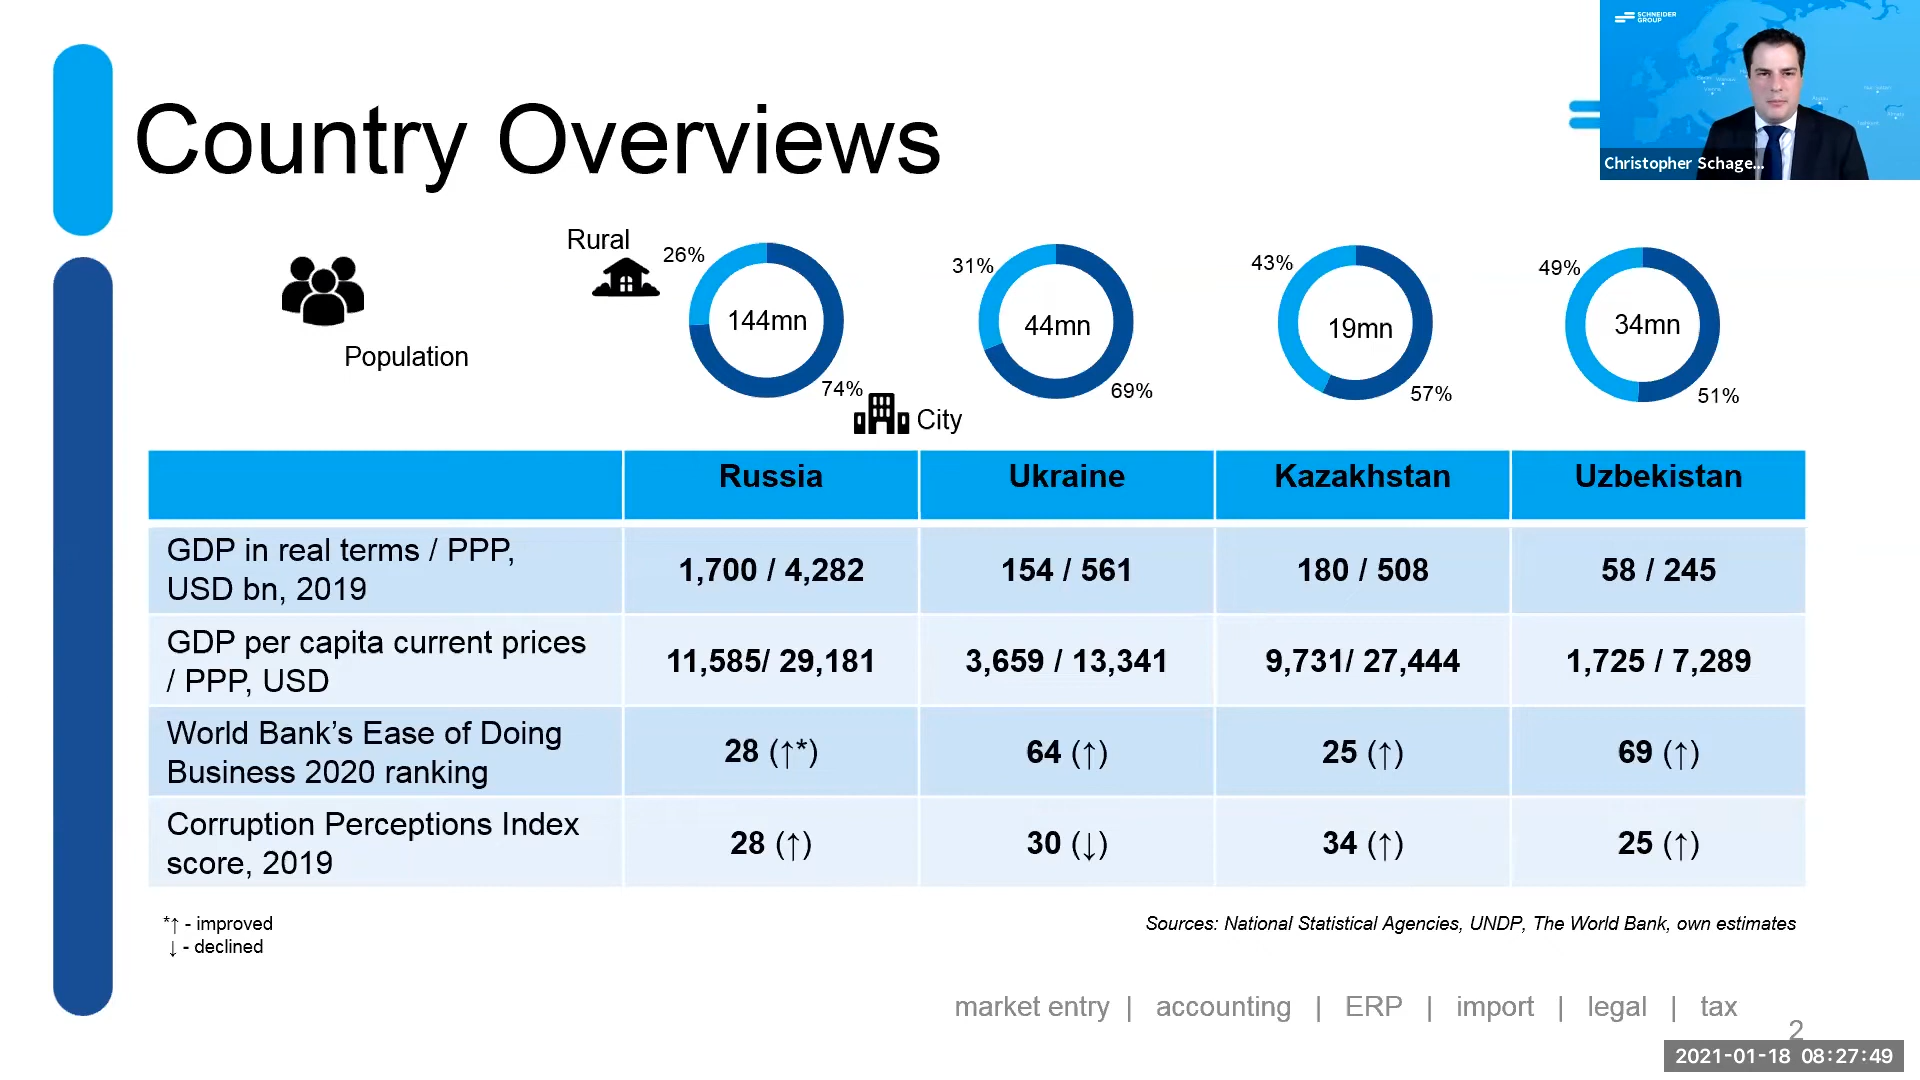 SCHNEIDER
GROUP
Christopher Schage...
Country Overviews
Rural
26%
144mn
74%
City
31%
44mn
69%
43%
19mn
57%
49%
34mn
51%
Population
Russia
Ukraine
Kazakhstan
Uzbekistan
GDP in real terms / PPP,
USD bn, 2019
1,700 / 4,282
154 / 561
180 / 508
58 / 245
GDP per capita current prices
/ PPP, USD
11,585/ 29,181
3,659 / 13,341
9,731/ 27,444
1,725 / 7,289
World Bank’s Ease of Doing
Business 2020 ranking
28 (↑*)
64 (↑)
25 (↑)
69 (↑)
Corruption Perceptions Index
score, 2019
28 (↑)
30 (↓)
34 (↑)
25 (↑)
*↑ - improved
↓ - declined
Sources: National Statistical Agencies, UNDP, The World Bank, own estimates
market entry | accounting | ERP | import | legal | tax
2
2021-01-18 08:27:49